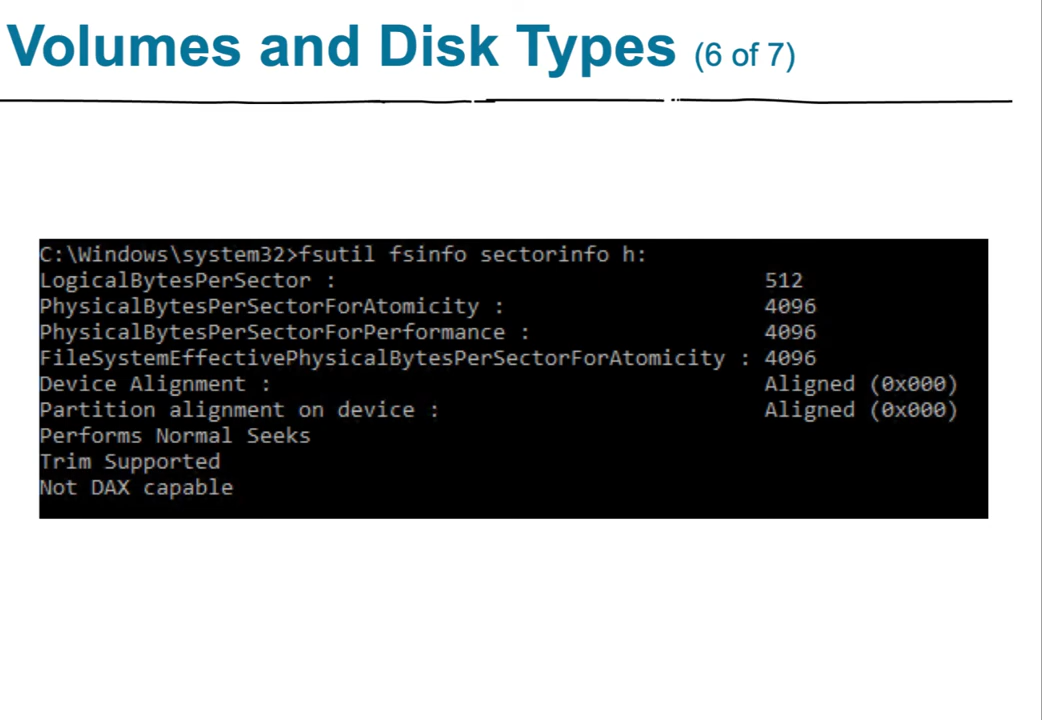 Volumes and Disk Types (6 of 7)
C:\Windows\system32>fsutil fsinfo sectorinfo h:
LogicalBytesPerSector : 512
PhysicalBytesPerSectorForAtomicity : 4096
PhysicalBytesPerSectorForPerformance : 4096
FileSystemEffectivePhysicalBytesPerSectorForAtomicity : 4096
Device Alignment : Aligned (0x000)
Partition alignment on device : Aligned (0x000)
Performs Normal Seeks
Trim Supported
Not DAX capable